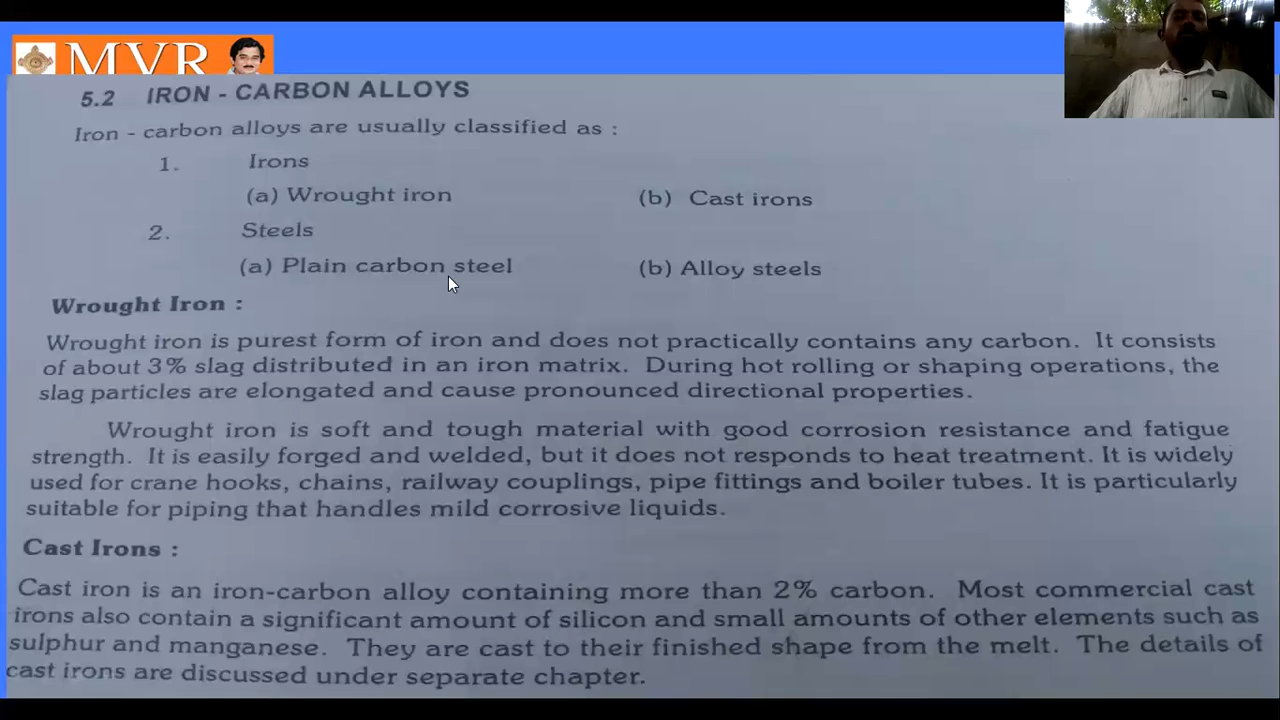 MVR
5.2 IRON - CARBON ALLOYS
Iron - carbon alloys are usually classified as :
1. Irons
(a) Wrought iron (b) Cast irons
2. Steels
(a) Plain carbon steel (b) Alloy steels
Wrought Iron :
Wrought iron is purest form of iron and does not practically contains any carbon. It consists
of about 3% slag distributed in an iron matrix. During hot rolling or shaping operations, the
slag particles are elongated and cause pronounced directional properties.
Wrought iron is soft and tough material with good corrosion resistance and fatigue
strength. It is easily forged and welded, but it does not responds to heat treatment. It is widely
used for crane hooks, chains, railway couplings, pipe fittings and boiler tubes. It is particularly
suitable for piping that handles mild corrosive liquids.
Cast Irons :
Cast iron is an iron-carbon alloy containing more than 2% carbon. Most commercial cast
irons also contain a significant amount of silicon and small amounts of other elements such as
sulphur and manganese. They are cast to their finished shape from the melt. The details of
cast irons are discussed under separate chapter.